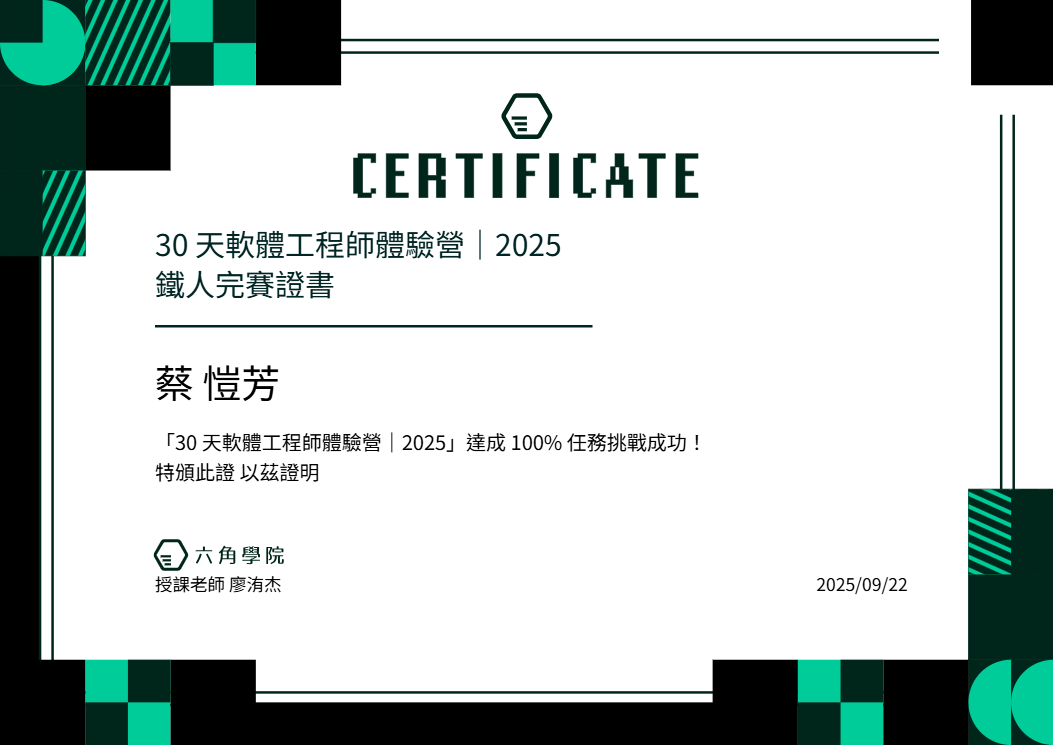 CERTIFICATE
30 天軟體工程師體驗營｜2025
鐵人完賽證書
蔡 愷芳
「30 天軟體工程師體驗營｜2025」達成 100% 任務挑戰成功！
特頒此證 以茲證明
六角學院
授課老師 廖洧杰
2025/09/22